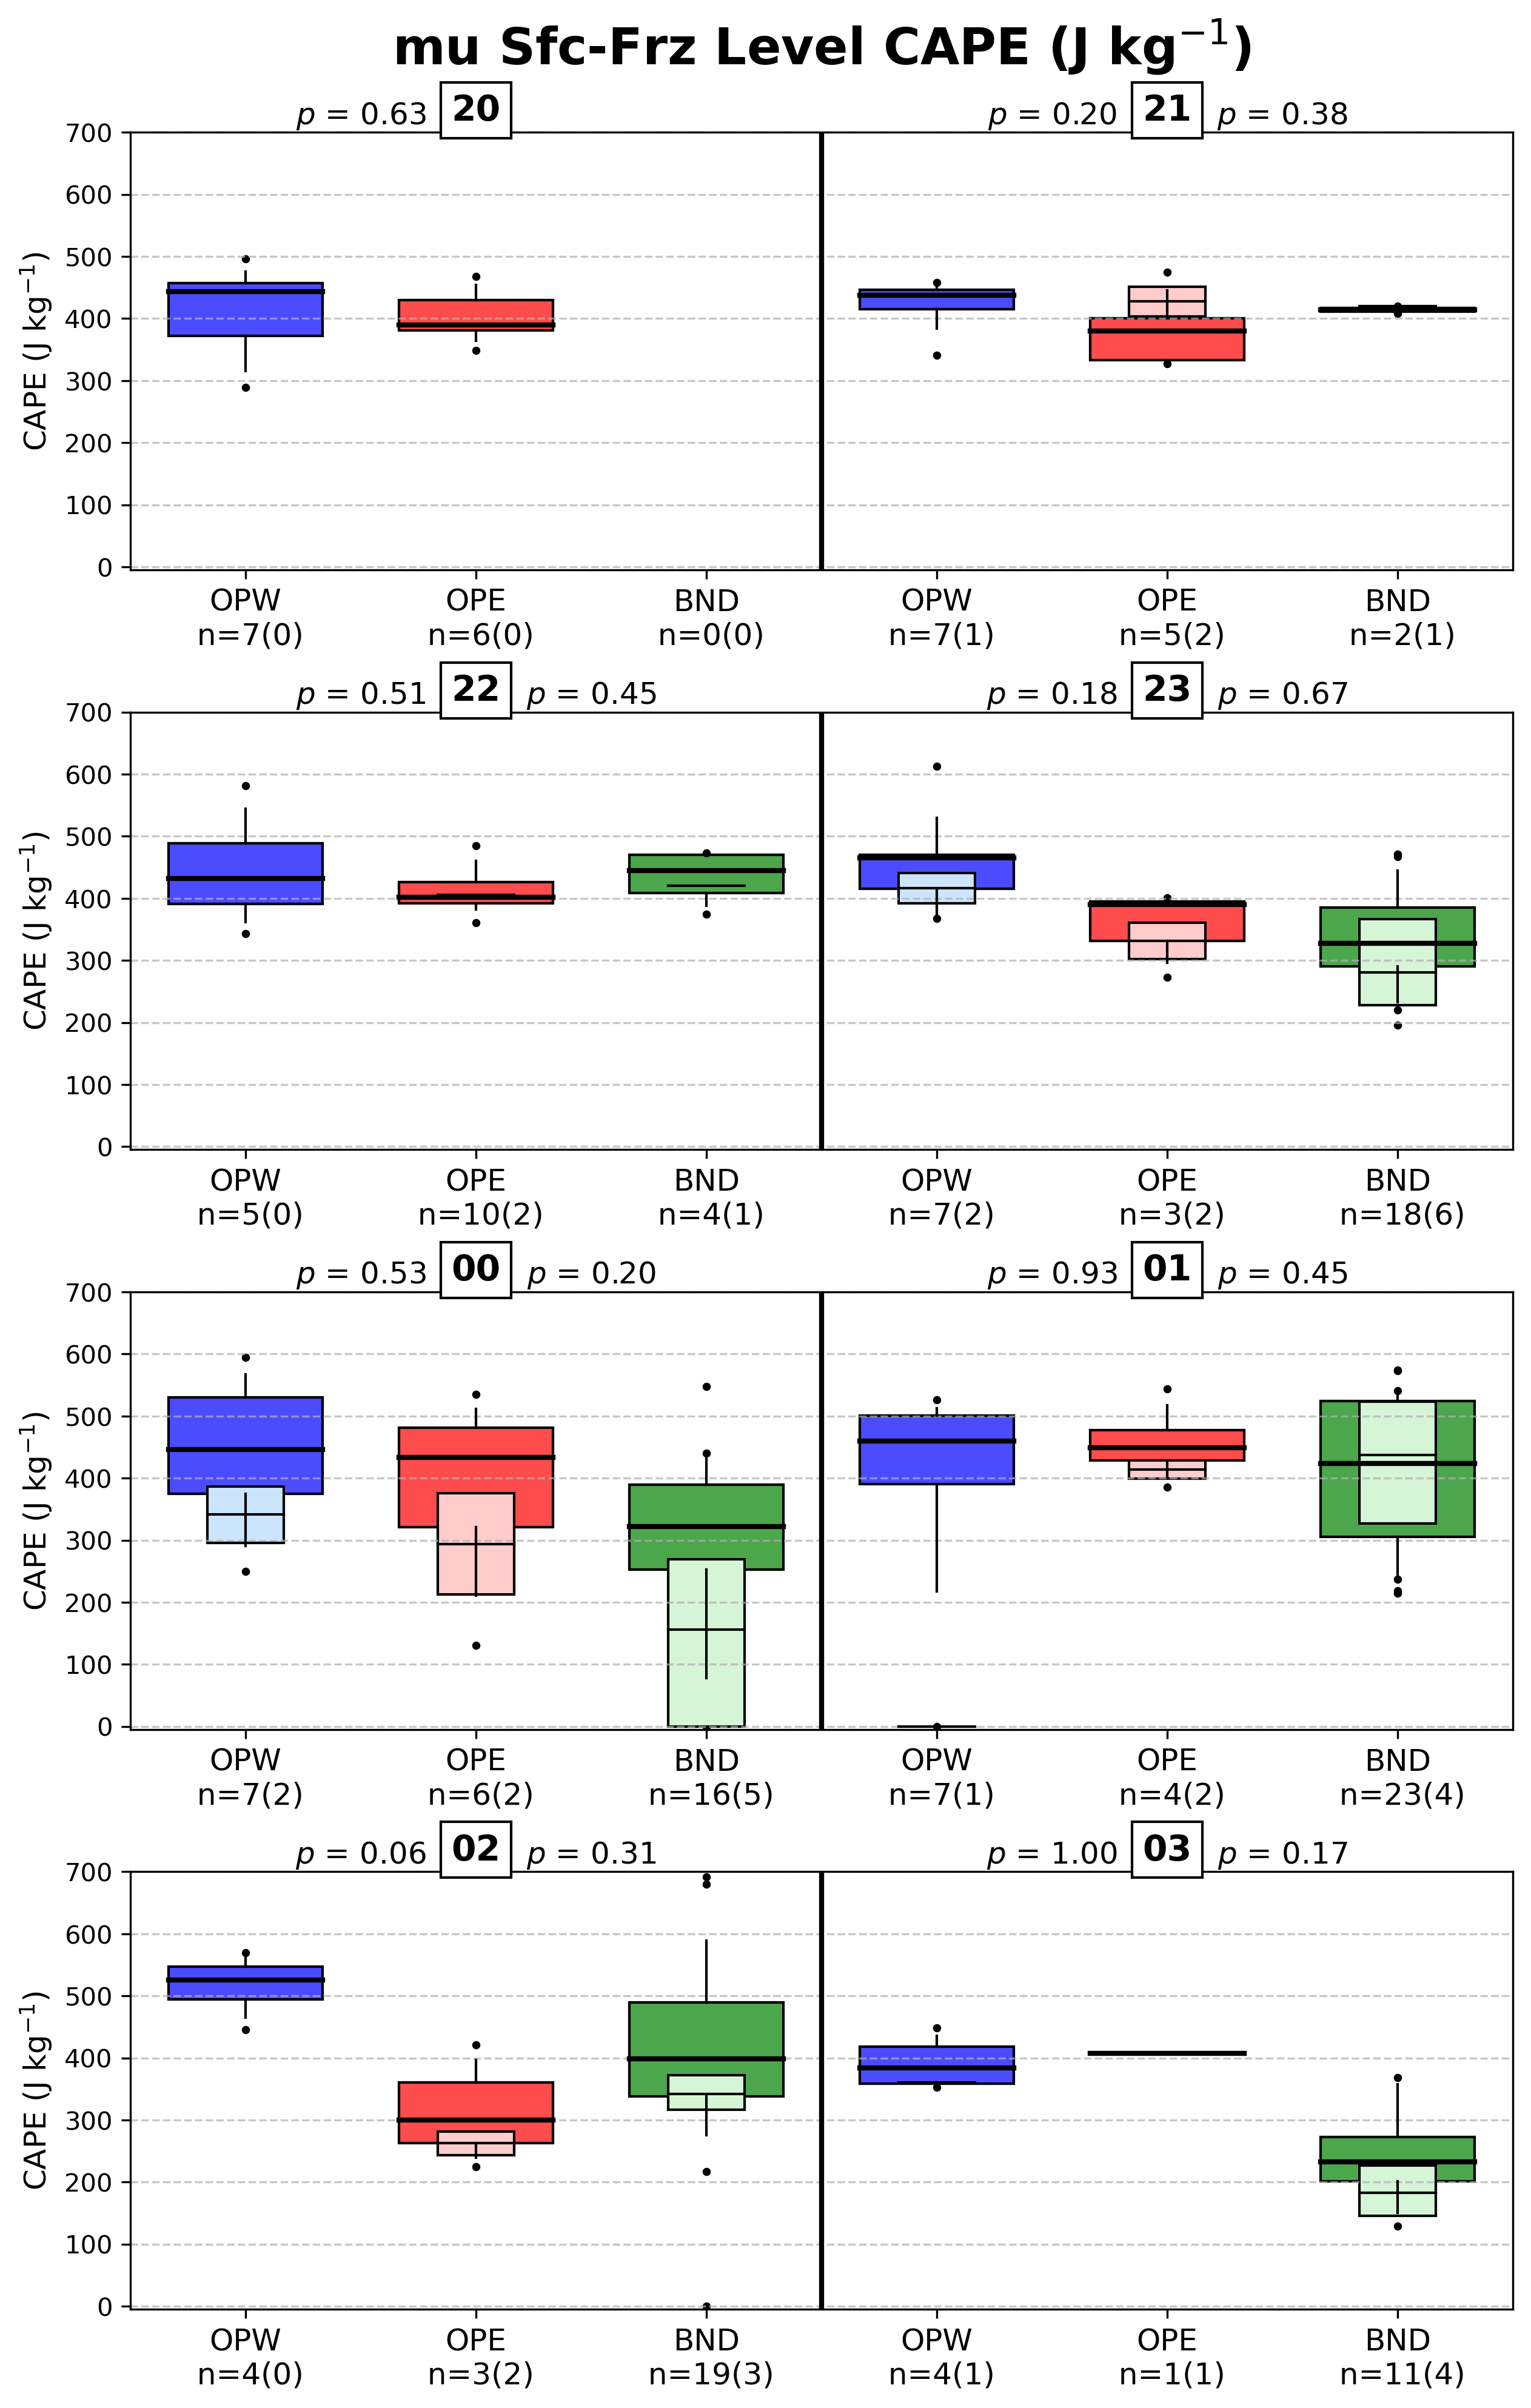 mu Sfc-Frz Level CAPE (J kg⁻¹)
p = 0.63 20
p = 0.20 21 p = 0.38
CAPE (J kg⁻¹)
700
600
500
400
300
200
100
0
OPW OPE BND OPW OPE BND
n=7(0) n=6(0) n=0(0) n=7(1) n=5(2) n=2(1)
p = 0.51 22 p = 0.45
p = 0.18 23 p = 0.67
CAPE (J kg⁻¹)
700
600
500
400
300
200
100
0
OPW OPE BND OPW OPE BND
n=5(0) n=10(2) n=4(1) n=7(2) n=3(2) n=18(6)
p = 0.53 00 p = 0.20
p = 0.93 01 p = 0.45
CAPE (J kg⁻¹)
700
600
500
400
300
200
100
0
OPW OPE BND OPW OPE BND
n=7(2) n=6(2) n=16(5) n=7(1) n=4(2) n=23(4)
p = 0.06 02 p = 0.31
p = 1.00 03 p = 0.17
CAPE (J kg⁻¹)
700
600
500
400
300
200
100
0
OPW OPE BND OPW OPE BND
n=4(0) n=3(2) n=19(3) n=4(1) n=1(1) n=11(4)